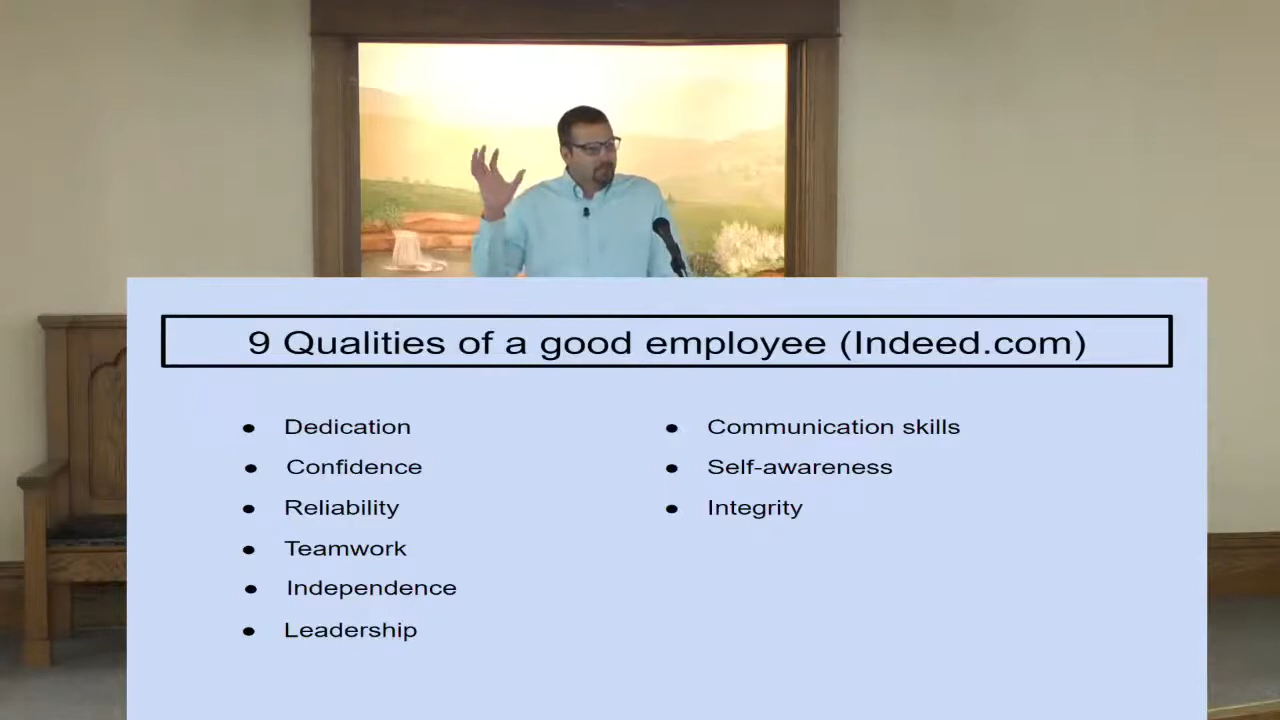 9 Qualities of a good employee (Indeed.com)
● Dedication
● Confidence
● Reliability
● Teamwork
● Independence
● Leadership
● Communication skills
● Self-awareness
● Integrity